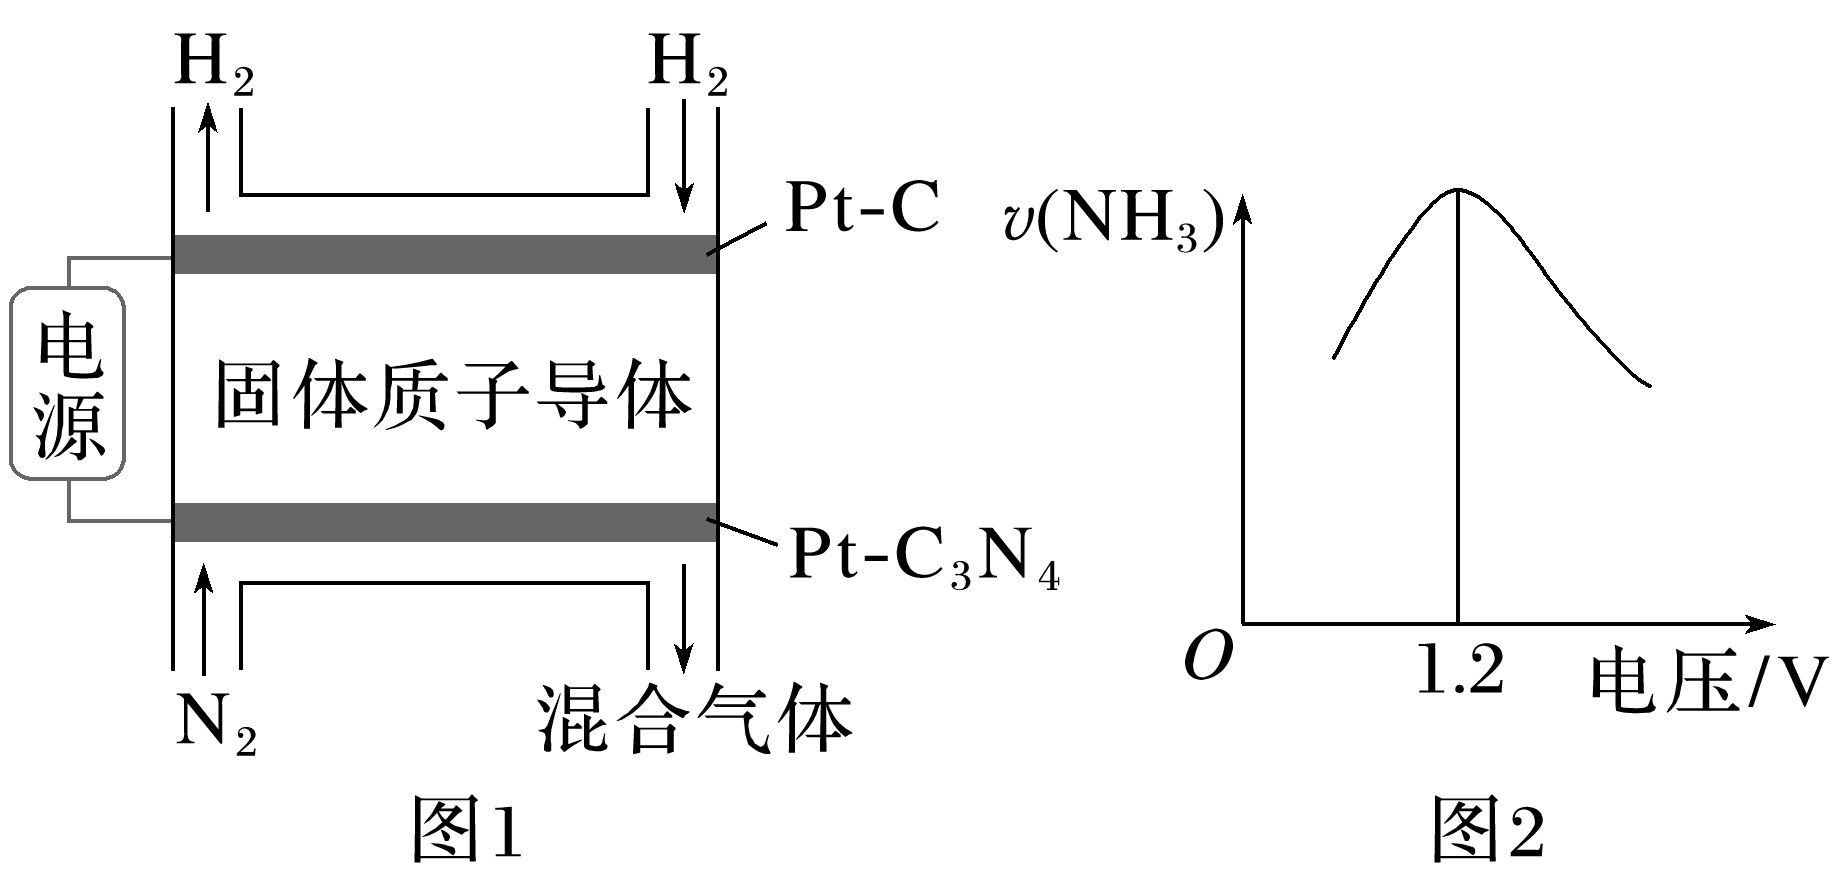 H₂ H₂
Pt-C
电源
固体质子导体
Pt-C₃N₄
N₂ 混合气体
图1
v(NH₃)
O 1.2 电压/V
图2